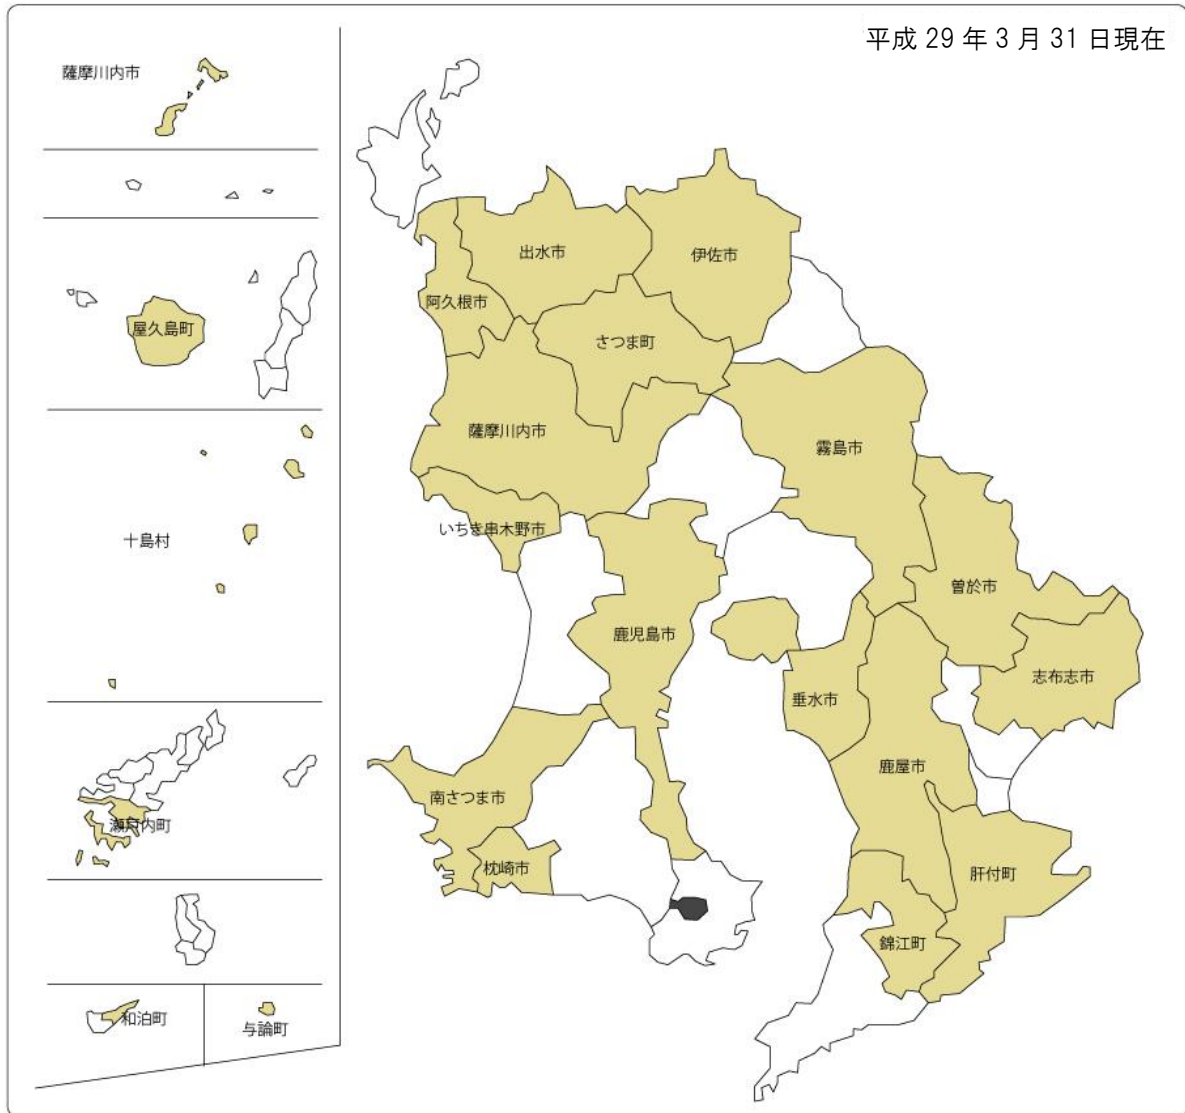 平成 29 年 3 月 31 日現在
薩摩川内市
屋久島町
十島村
瀬戸内町
和泊町
与論町
出水市
伊佐市
阿久根市
さつま町
薩摩川内市
霧島市
いちき串木野市
曽於市
鹿児島市
志布志市
垂水市
鹿屋市
南さつま市
枕崎市
肝付町
錦江町